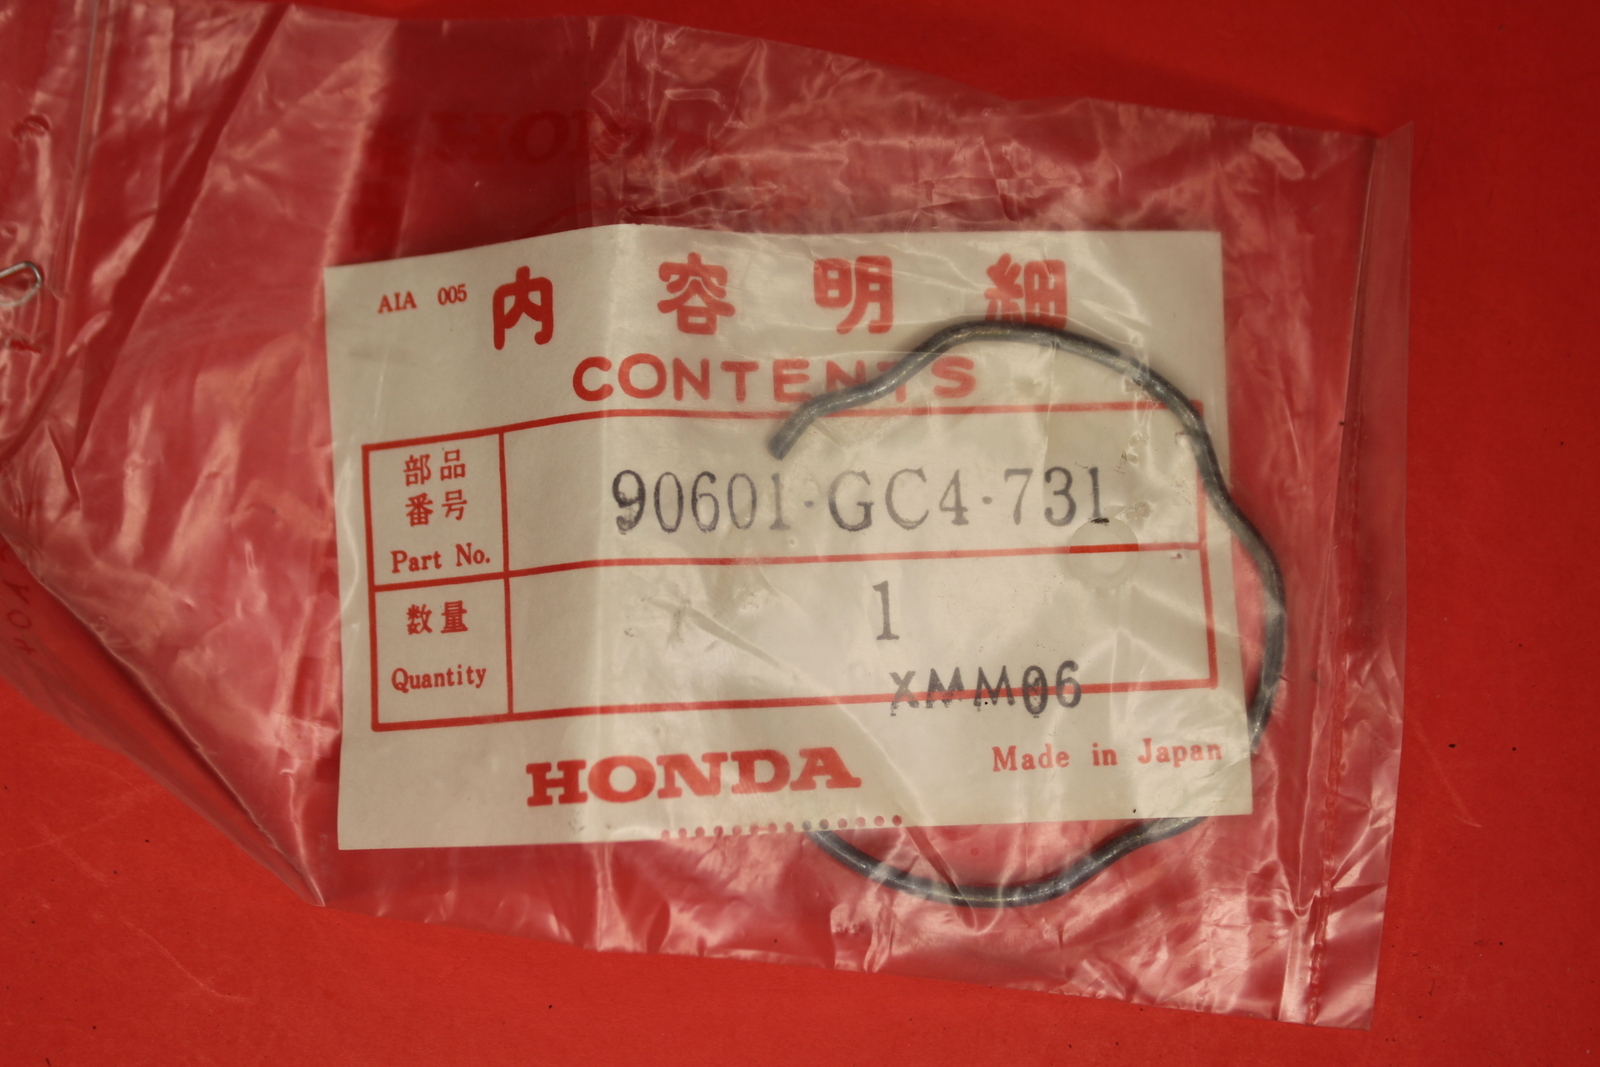 AIA 005
内容明細
CONTENTS
部品
番号
Part No.
90601-GC4-731
数量
Quantity
1
XMM06
HONDA
Made in Japan